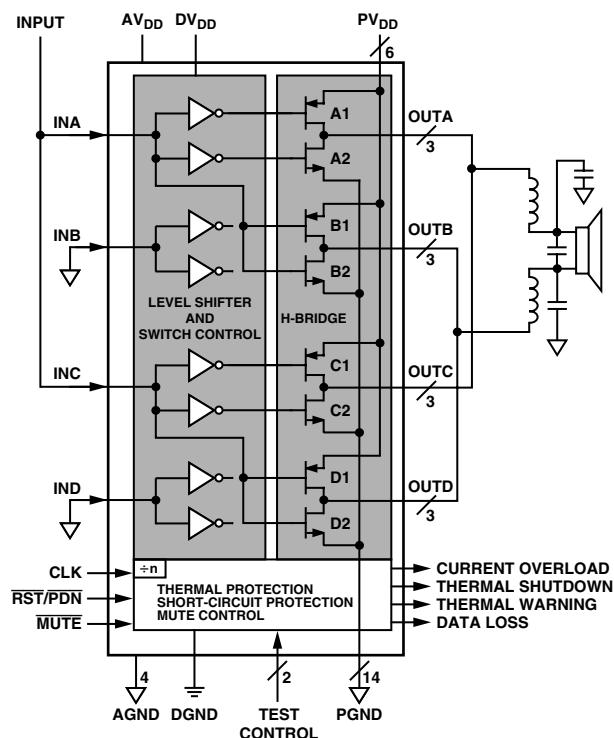 INPUT
AVDD
DVDD
PVDD
6
INA
A1
OUTA
3
A2
INB
B1
OUTB
3
B2
LEVEL SHIFTER
AND
SWITCH CONTROL
H-BRIDGE
INC
C1
OUTC
3
C2
IND
D1
OUTD
3
D2
CLK
÷n
RST/PDN
MUTE
THERMAL PROTECTION
SHORT-CIRCUIT PROTECTION
MUTE CONTROL
CURRENT OVERLOAD
THERMAL SHUTDOWN
THERMAL WARNING
DATA LOSS
4
2
14
AGND
DGND
TEST
CONTROL
PGND